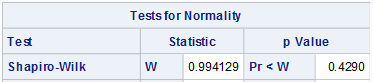 Tests for Normality
Test Statistic p Value
Shapiro-Wilk W 0.994129 Pr < W 0.4290